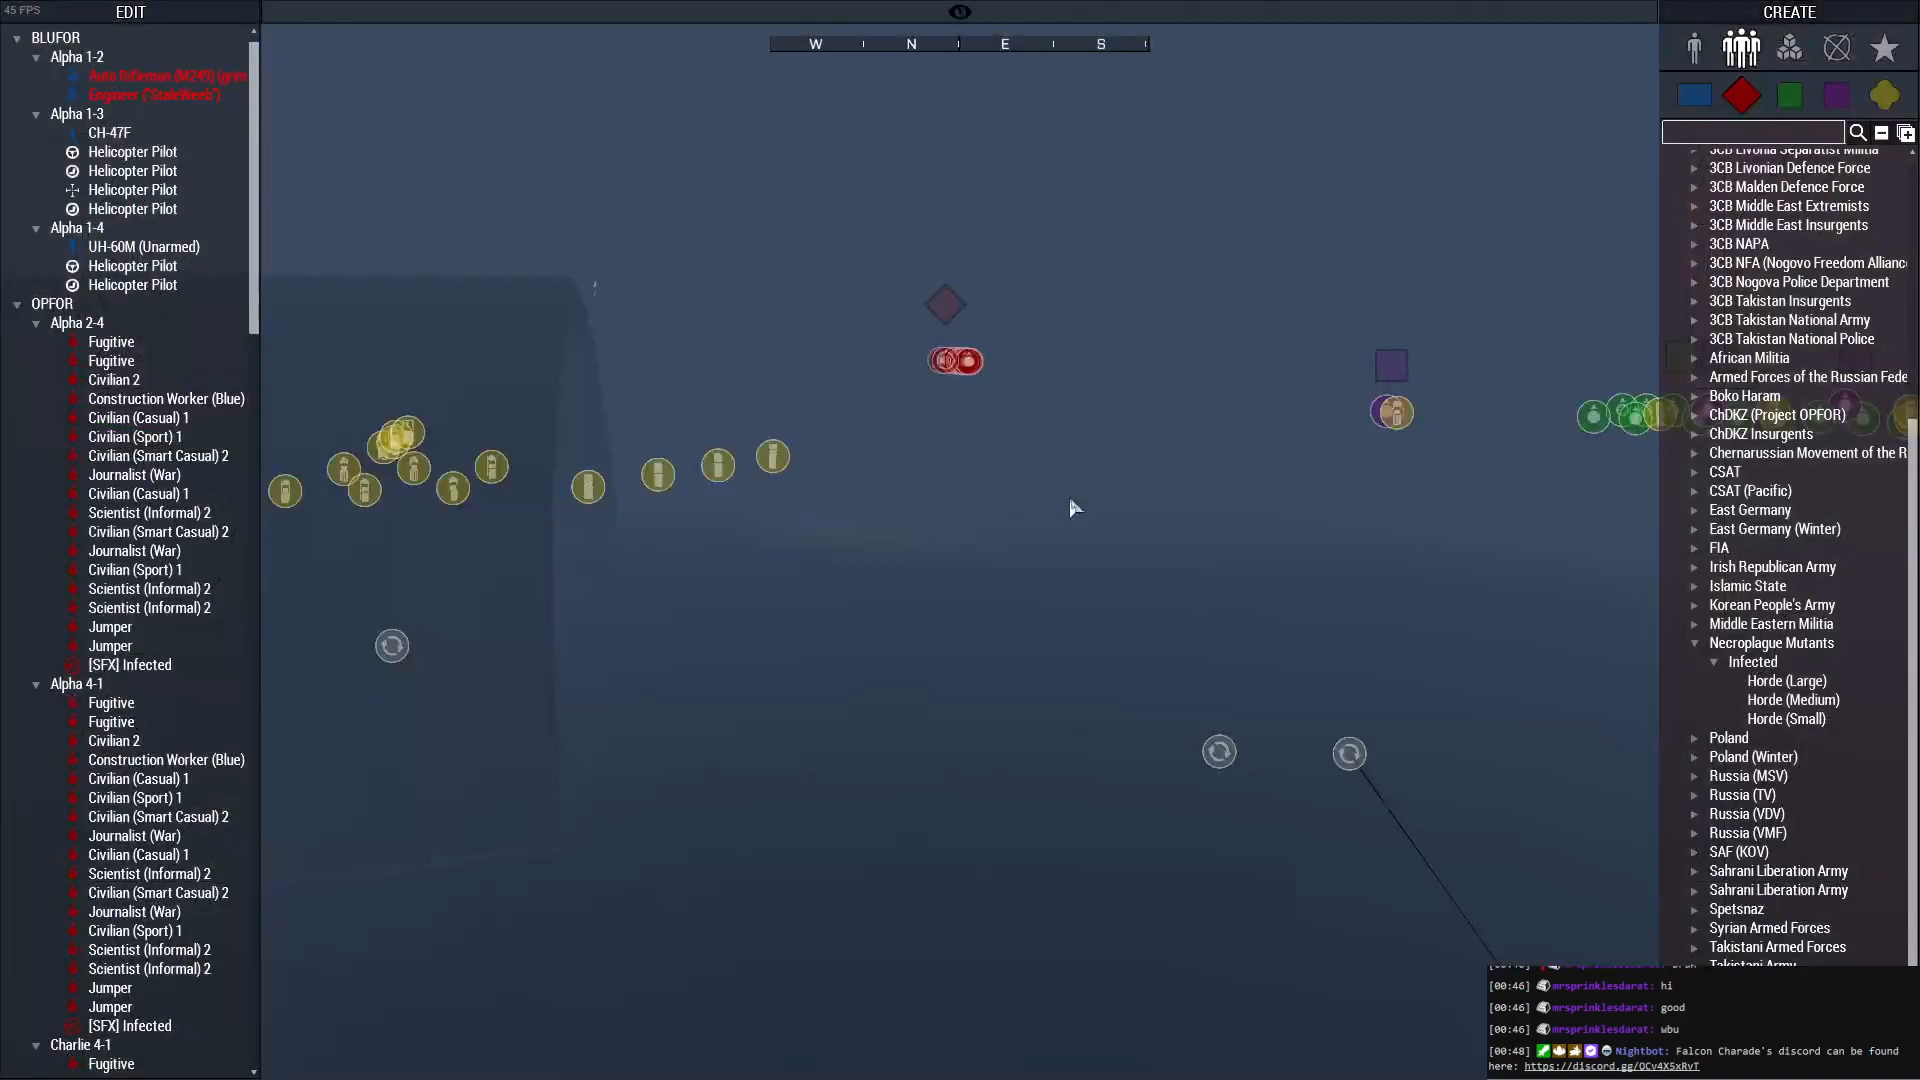 45 FPS
EDIT
BLUFOR
Alpha 1-2
Auto Rifleman (M249) (grim
Engineer ("StaleWeeb")
Alpha 1-3
CH-47F
Helicopter Pilot
Helicopter Pilot
Helicopter Pilot
Helicopter Pilot
Alpha 1-4
UH-60M (Unarmed)
Helicopter Pilot
Helicopter Pilot
OPFOR
Alpha 2-4
Fugitive
Fugitive
Civilian 2
Construction Worker (Blue)
Civilian (Casual) 1
Civilian (Sport) 1
Civilian (Smart Casual) 2
Journalist (War)
Civilian (Casual) 1
Scientist (Informal) 2
Civilian (Smart Casual) 2
Journalist (War)
Civilian (Sport) 1
Scientist (Informal) 2
Scientist (Informal) 2
Jumper
Jumper
[SFX] Infected
Alpha 4-1
Fugitive
Fugitive
Civilian 2
Construction Worker (Blue)
Civilian (Casual) 1
Civilian (Sport) 1
Civilian (Smart Casual) 2
Journalist (War)
Civilian (Casual) 1
Scientist (Informal) 2
Civilian (Smart Casual) 2
Journalist (War)
Civilian (Sport) 1
Scientist (Informal) 2
Scientist (Informal) 2
Jumper
Jumper
[SFX] Infected
Charlie 4-1
Fugitive
W N E S
CREATE
3CB Livonia Separatist Militia
3CB Livonian Defence Force
3CB Malden Defence Force
3CB Middle East Extremists
3CB Middle East Insurgents
3CB NAPA
3CB NFA (Nogovo Freedom Alliance
3CB Nogova Police Department
3CB Takistan Insurgents
3CB Takistan National Army
3CB Takistan National Police
African Militia
Armed Forces of the Russian Fede
Boko Haram
ChDKZ (Project OPFOR)
ChDKZ Insurgents
Chernarussian Movement of the R
CSAT
CSAT (Pacific)
East Germany
East Germany (Winter)
FIA
Irish Republican Army
Islamic State
Korean People's Army
Middle Eastern Militia
Necroplague Mutants
Infected
Horde (Large)
Horde (Medium)
Horde (Small)
Poland
Poland (Winter)
Russia (MSV)
Russia (TV)
Russia (VDV)
Russia (VMF)
SAF (KOV)
Sahrani Liberation Army
Sahrani Liberation Army
Spetsnaz
Syrian Armed Forces
Takistani Armed Forces
Takistani Army
[00:46] mrsprinklesdarat: hi
[00:46] mrsprinklesdarat: good
[00:46] mrsprinklesdarat: wbu
[00:48] Nightbot: Falcon Charade's discord can be found
here: https://discord.gg/QCv4X5xRvT